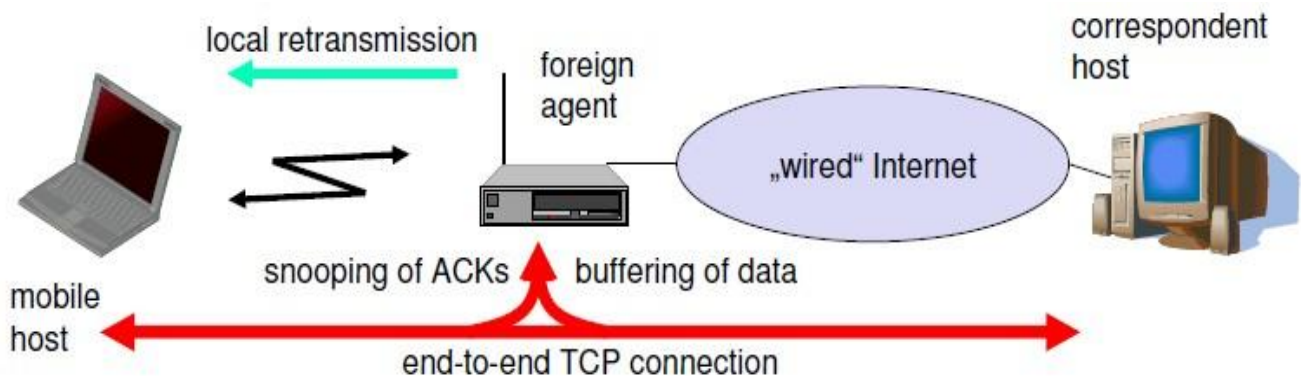 local retransmission
foreign
agent
correspondent
host
„wired“ Internet
snooping of ACKs
buffering of data
mobile
host
end-to-end TCP connection